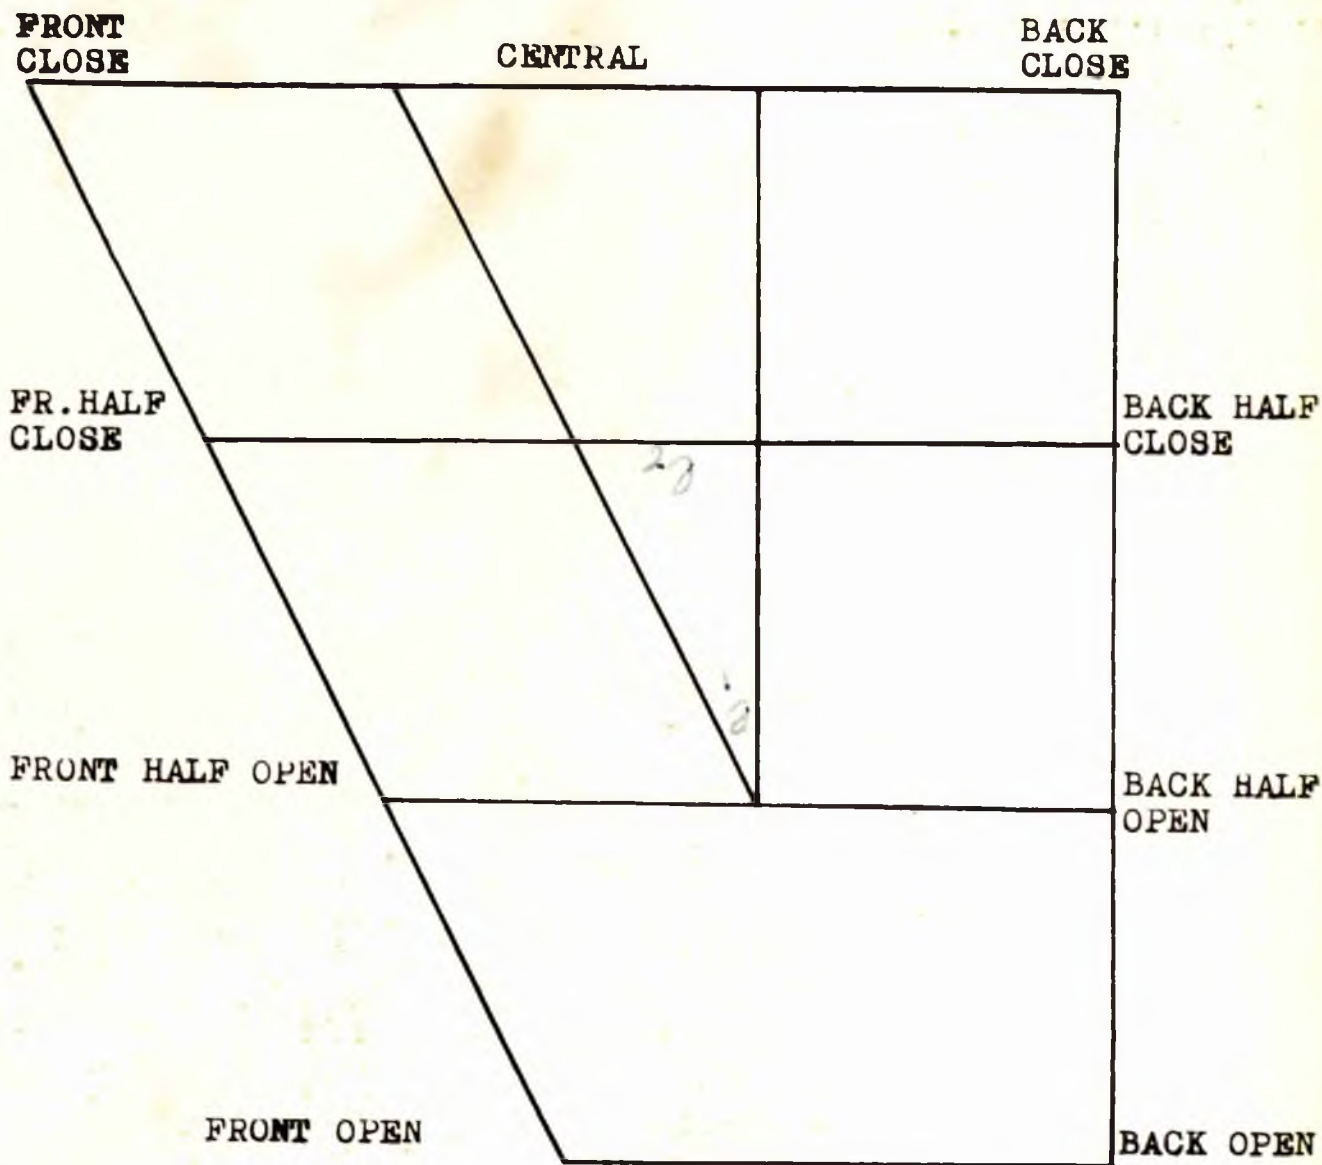 FRONT
CLOSE
CENTRAL
BACK
CLOSE
FR.HALF
CLOSE
BACK HALF
CLOSE
FRONT HALF OPEN
BACK HALF
OPEN
FRONT OPEN
BACK OPEN